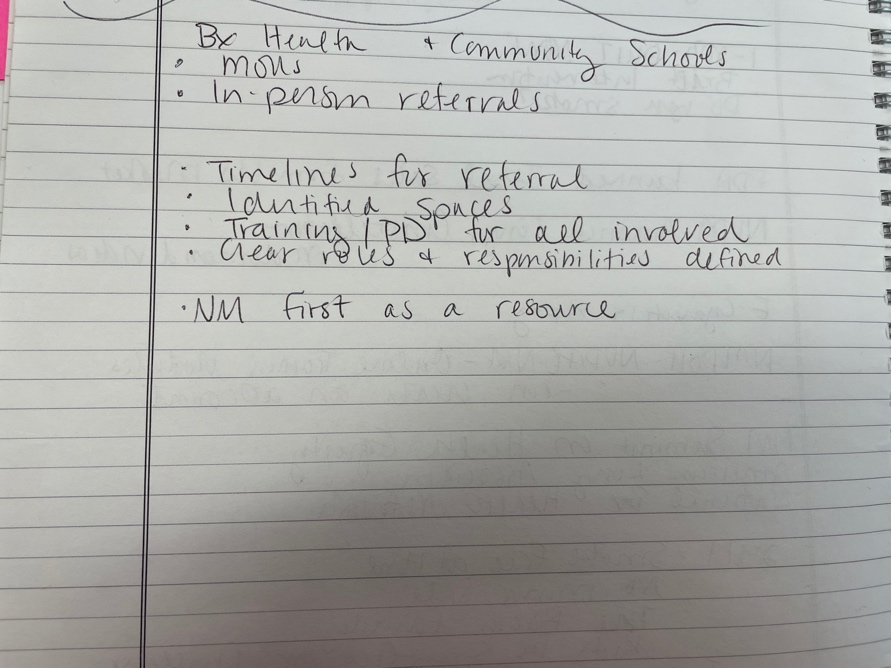 Bx Health + Community Schools
• MOUs
• In-person referrals
• Timelines for referral
• Identified spaces
• Training / PD for all involved
• Clear roles + responsibilities defined
• NM first as a resource